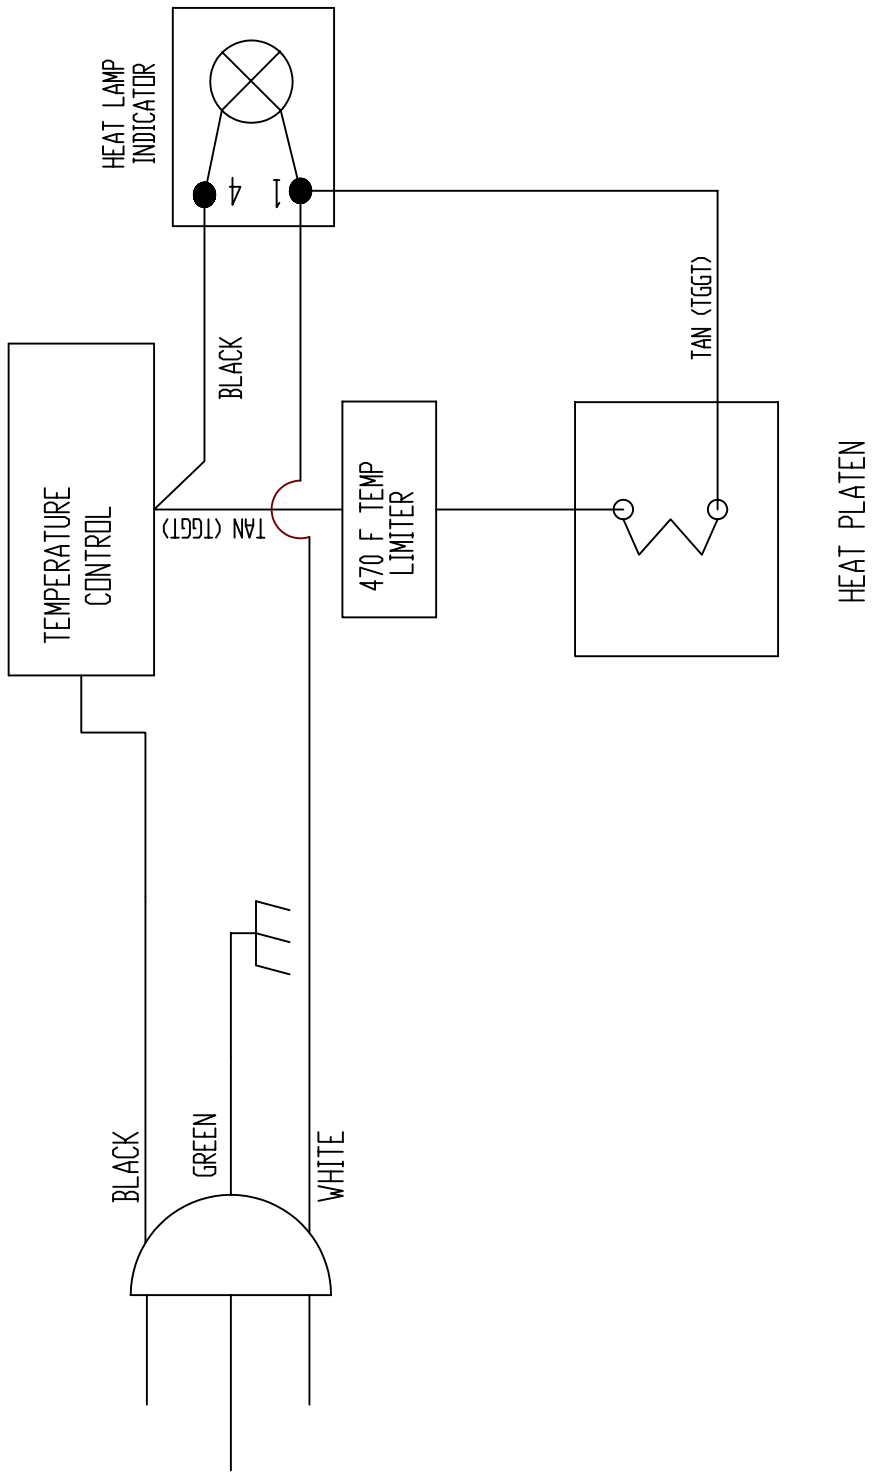 HEAT LAMP
INDICATOR
4
1
BLACK
TAN (TGGT)
TEMPERATURE
CONTROL
TAN (TGGT)
470 F TEMP
LIMITER
HEAT PLATEN
BLACK
GREEN
WHITE